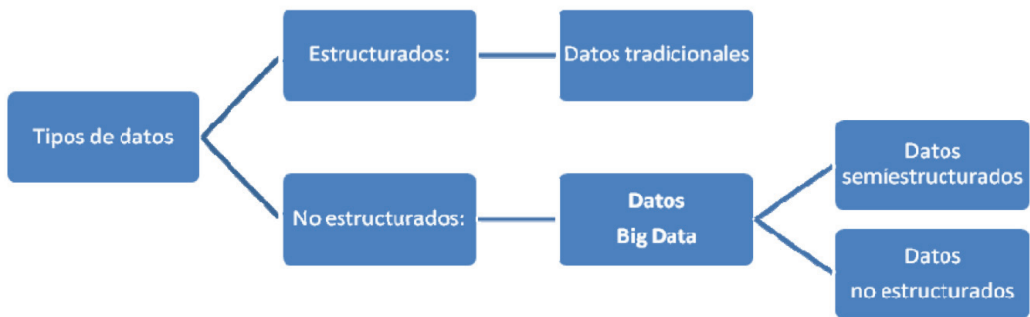 Tipos de datos
Estructurados:
Datos tradicionales
No estructurados:
Datos
Big Data
Datos
semiestructurados
Datos
no estructurados